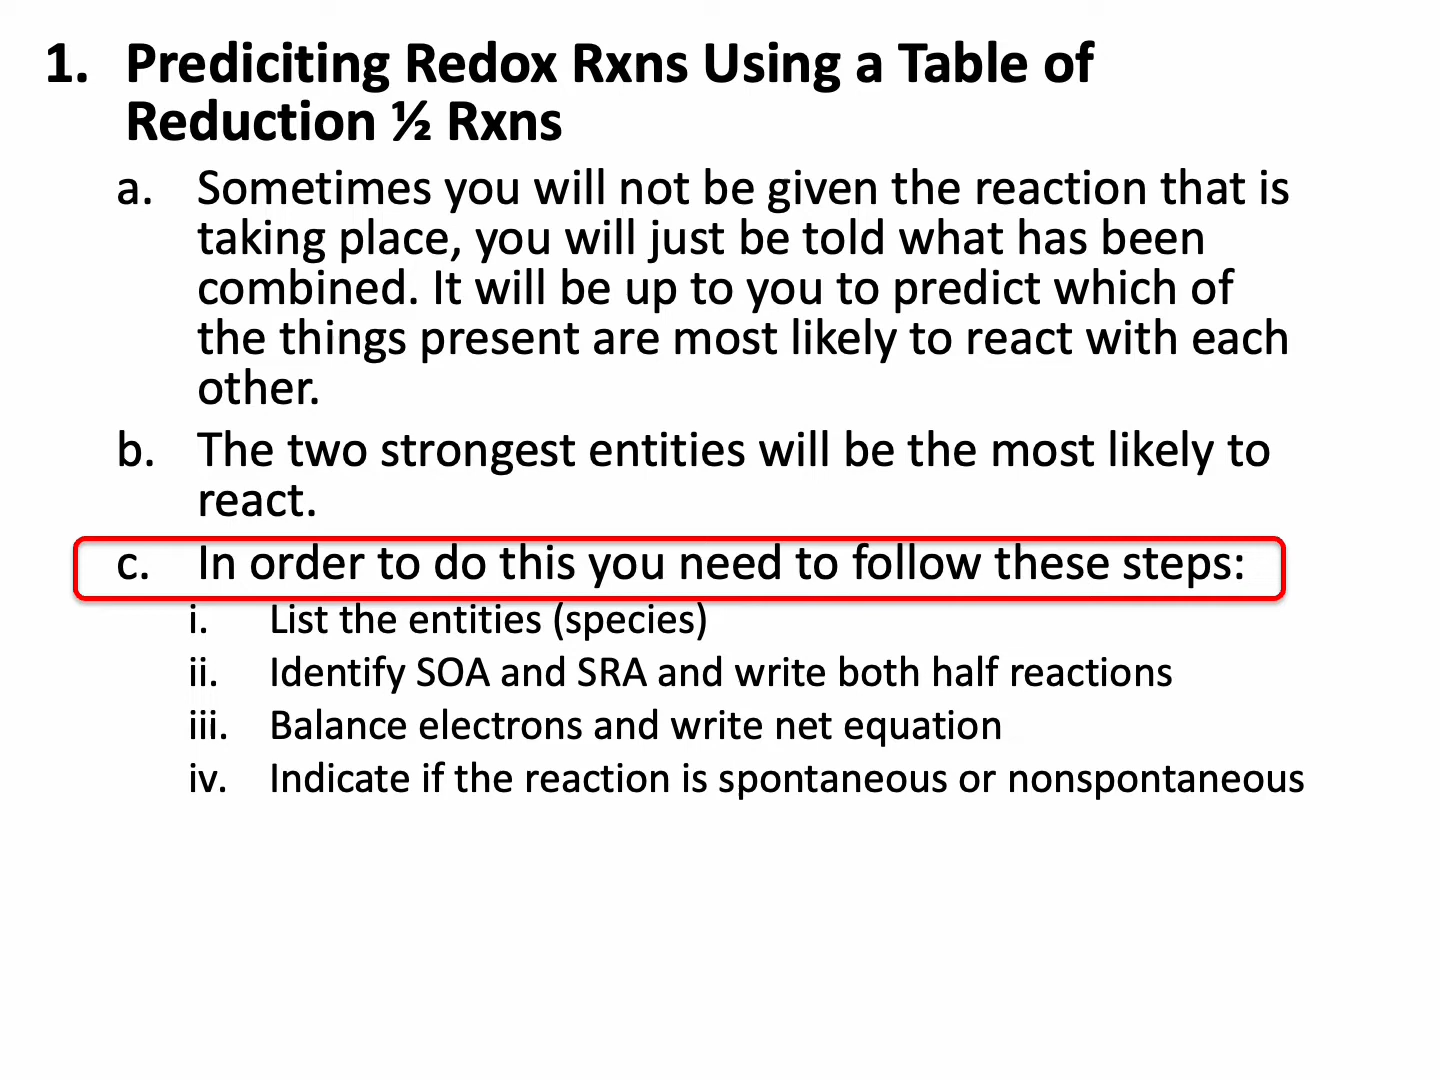 1. Prediciting Redox Rxns Using a Table of
Reduction ½ Rxns
a. Sometimes you will not be given the reaction that is
taking place, you will just be told what has been
combined. It will be up to you to predict which of
the things present are most likely to react with each
other.
b. The two strongest entities will be the most likely to
react.
c. In order to do this you need to follow these steps:
i. List the entities (species)
ii. Identify SOA and SRA and write both half reactions
iii. Balance electrons and write net equation
iv. Indicate if the reaction is spontaneous or nonspontaneous